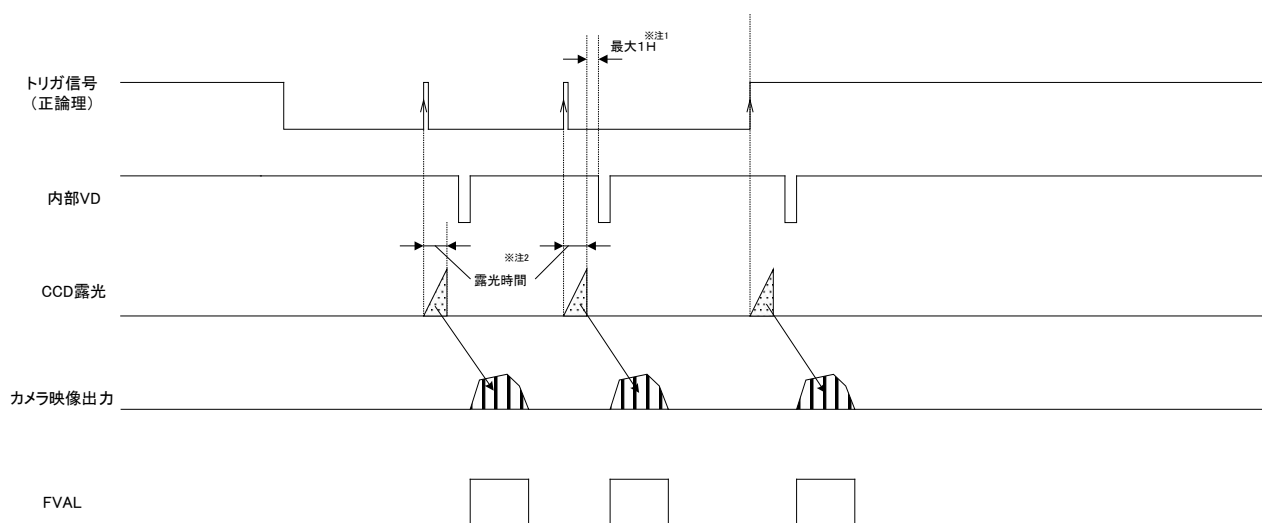 ※注1
最大1H
トリガ信号
（正論理）
内部VD
※注2
露光時間
CCD露光
カメラ映像出力
FVAL